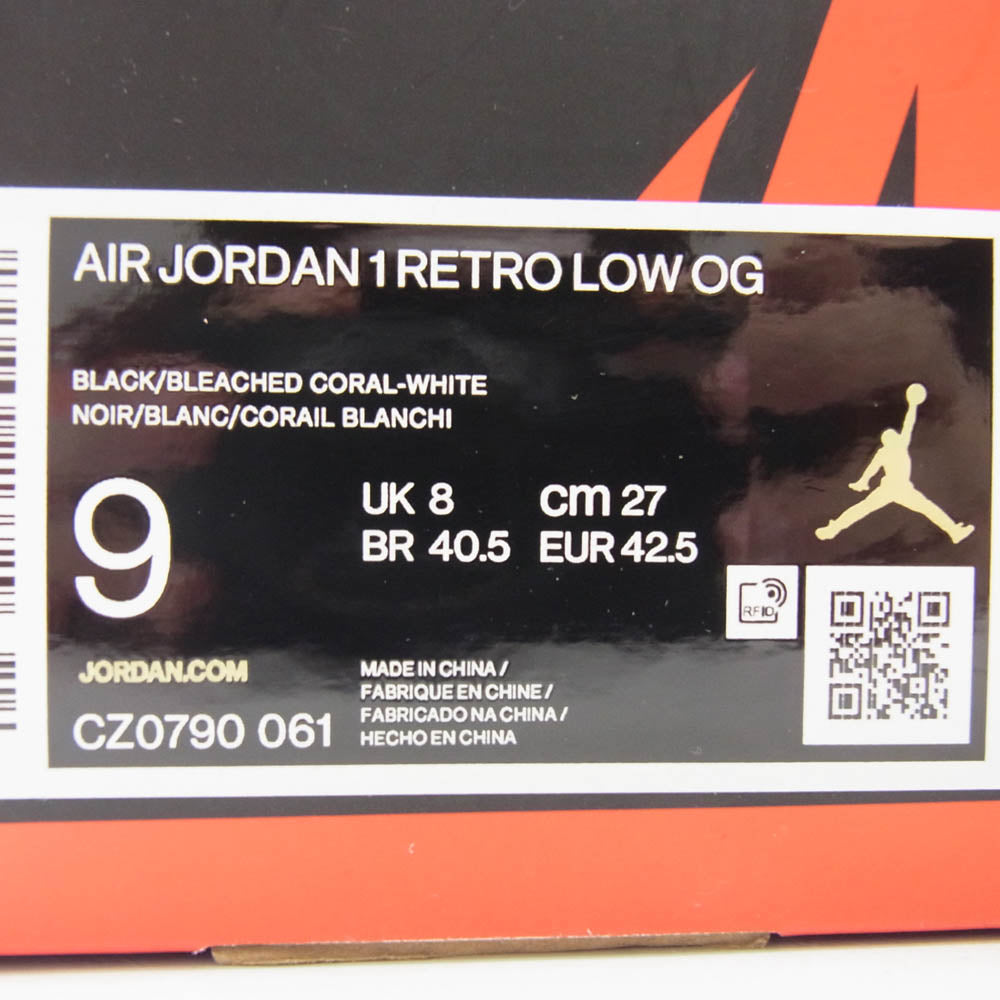 AIR JORDAN 1 RETRO LOW OG
BLACK/BLEACHED CORAL-WHITE
NOIR/BLANC/CORAIL BLANCHI
9
UK 8 cm 27
BR 40.5 EUR 42.5
RFID
JORDAN.COM
CZ0790 061
MADE IN CHINA /
FABRIQUE EN CHINE /
FABRICADO NA CHINA /
HECHO EN CHINA